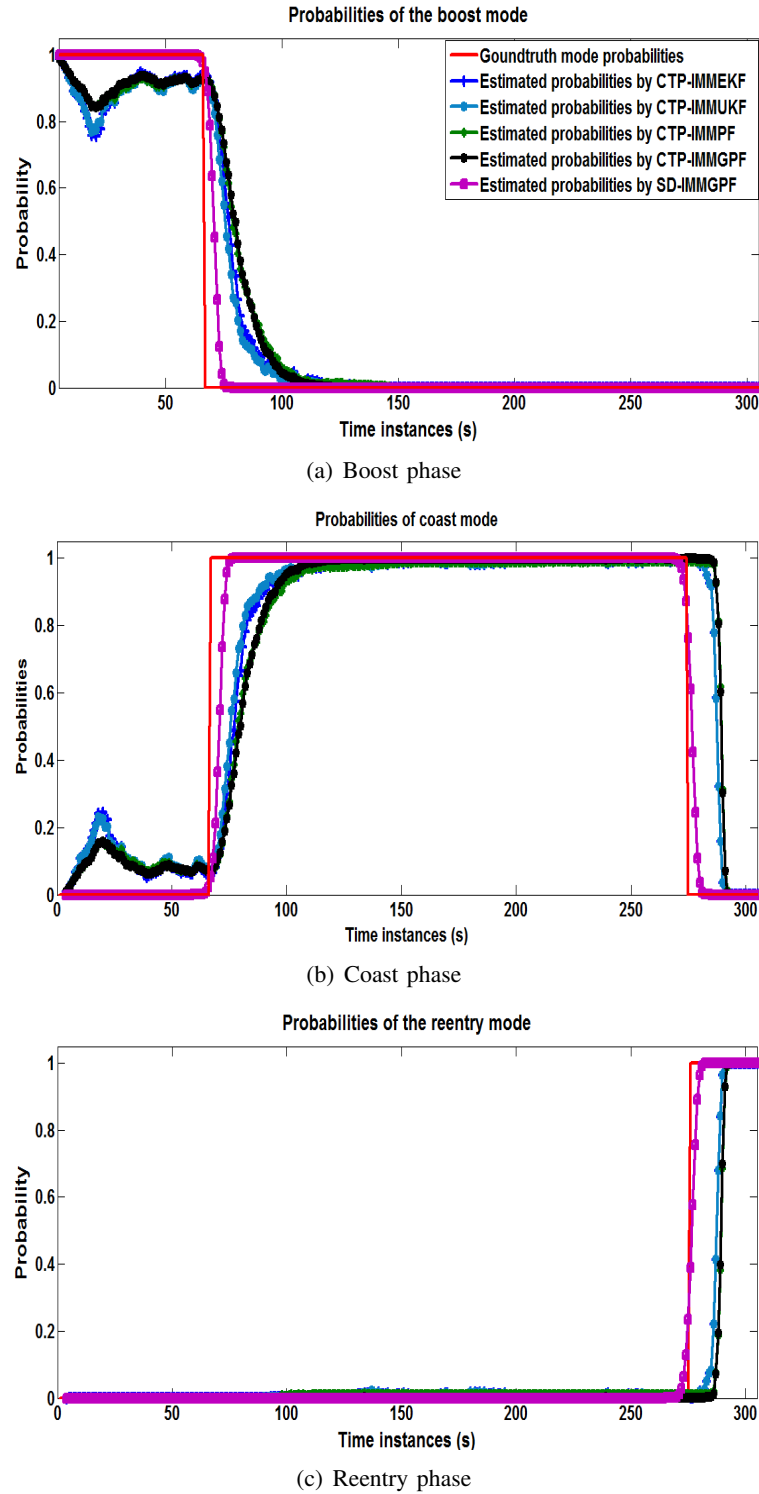 Probabilities of the boost mode
Goundtruth mode probabilities
Estimated probabilities by CTP-IMMEKF
Estimated probabilities by CTP-IMMUKF
Estimated probabilities by CTP-IMMPF
Estimated probabilities by CTP-IMMGPF
Estimated probabilities by SD-IMMGPF
Probability
1
0.8
0.6
0.4
0.2
0
50
100
150
200
250
300
Time instances (s)
(a) Boost phase
Probabilities of coast mode
Probabilities
1
0.8
0.6
0.4
0.2
0
0
50
100
150
200
250
300
Time instances (s)
(b) Coast phase
Probabilities of the reentry mode
Probability
1
0.8
0.6
0.4
0.2
0
0
50
100
150
200
250
300
Time instances (s)
(c) Reentry phase